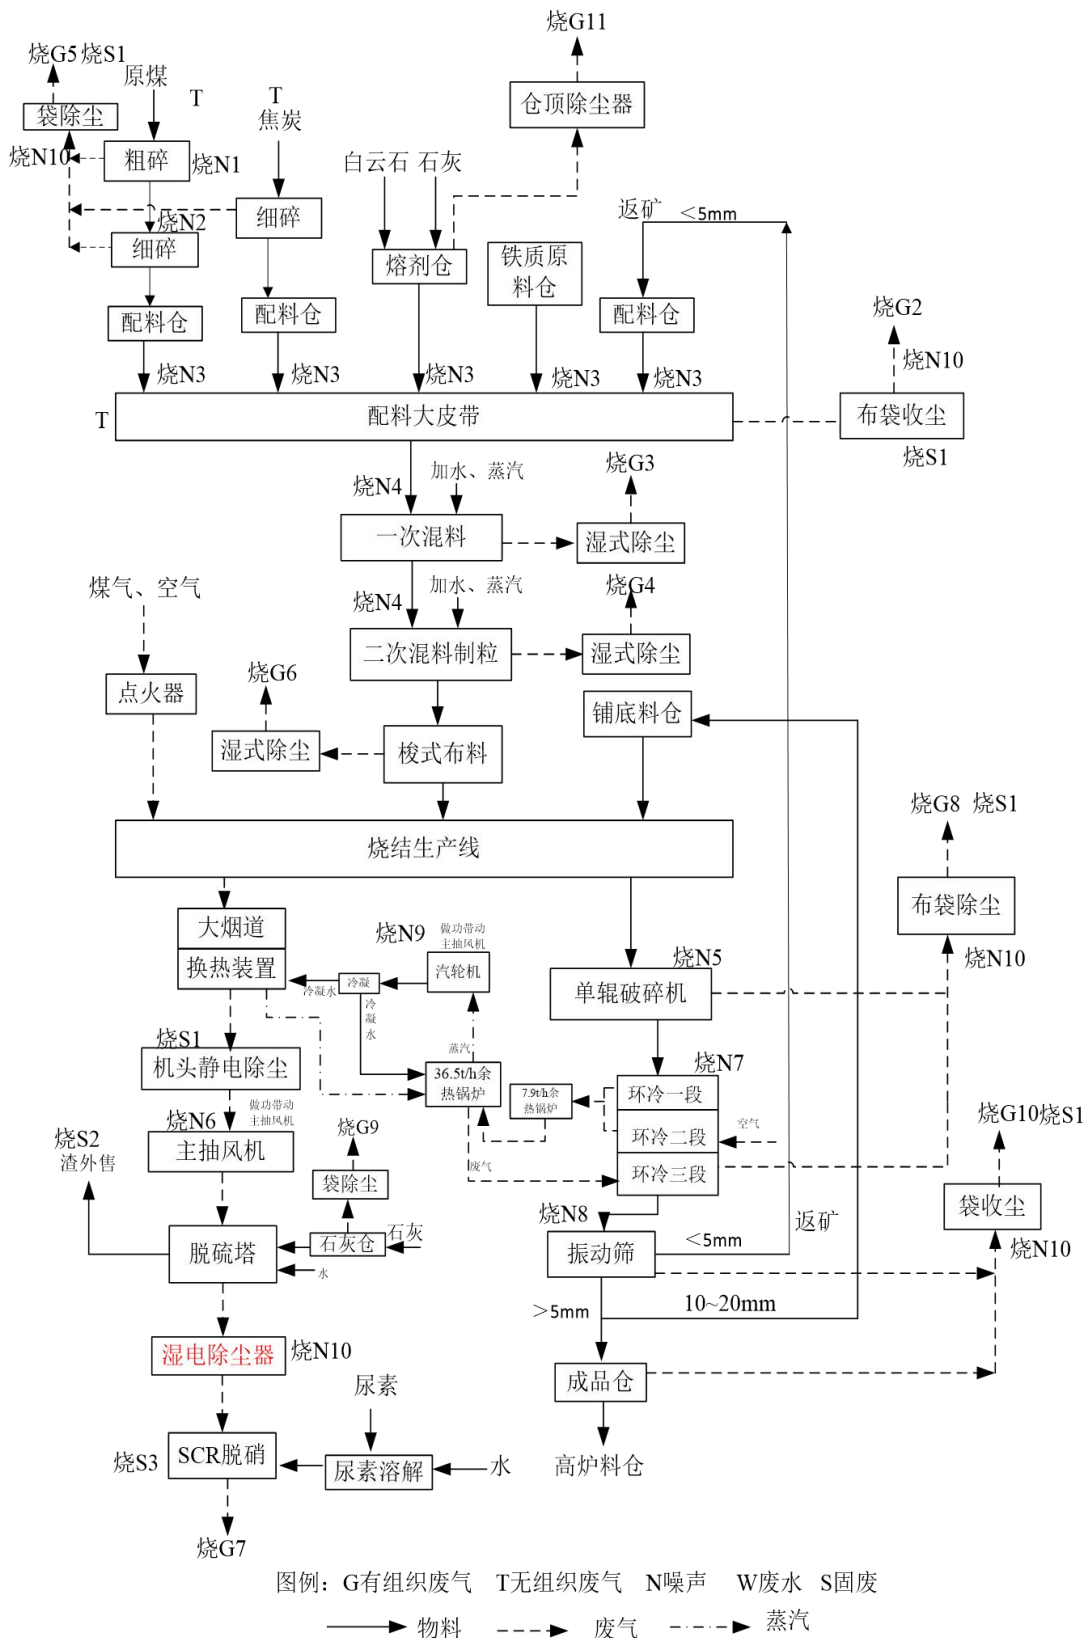 烧G11
烧G5 烧S1
原煤
T
T
焦炭
袋除尘
仓顶除尘器
烧N10
粗碎
烧N1
白云石 石灰
烧N2
细碎
细碎
返矿
<5mm
熔剂仓
铁质原
料仓
配料仓
配料仓
配料仓
烧G2
烧N10
烧N3
烧N3
烧N3
烧N3
烧N3
T
配料大皮带
布袋收尘
烧S1
烧N4
加水、蒸汽
烧G3
一次混料
湿式除尘
煤气、空气
烧N4
加水、蒸汽
烧G4
二次混料制粒
湿式除尘
点火器
烧G6
铺底料仓
湿式除尘
梭式布料
烧结生产线
烧G8 烧S1
布袋除尘
烧N10
大烟道
换热装置
烧N9
做功带动
主抽风机
汽轮机
冷凝
冷凝水
冷
凝
水
烧N5
单辊破碎机
烧S1
机头静电除尘
蒸汽
36.5t/h余
热锅炉
7.9t/h余
热锅炉
烧N7
环冷一段
环冷二段
环冷三段
空气
废气
烧N6
做功带动
主抽风机
主抽风机
烧S2
渣外售
烧G9
袋除尘
烧G10烧S1
袋收尘
烧N10
烧N8
返矿
脱硫塔
石灰仓
石灰
水
振动筛
<5mm
>5mm
10~20mm
湿电除尘器
烧N10
成品仓
尿素
烧S3
SCR脱硝
尿素溶解
水
高炉料仓
烧G7
图例：G有组织废气 T无组织废气 N噪声 W废水 S固废
物料 废气 蒸汽